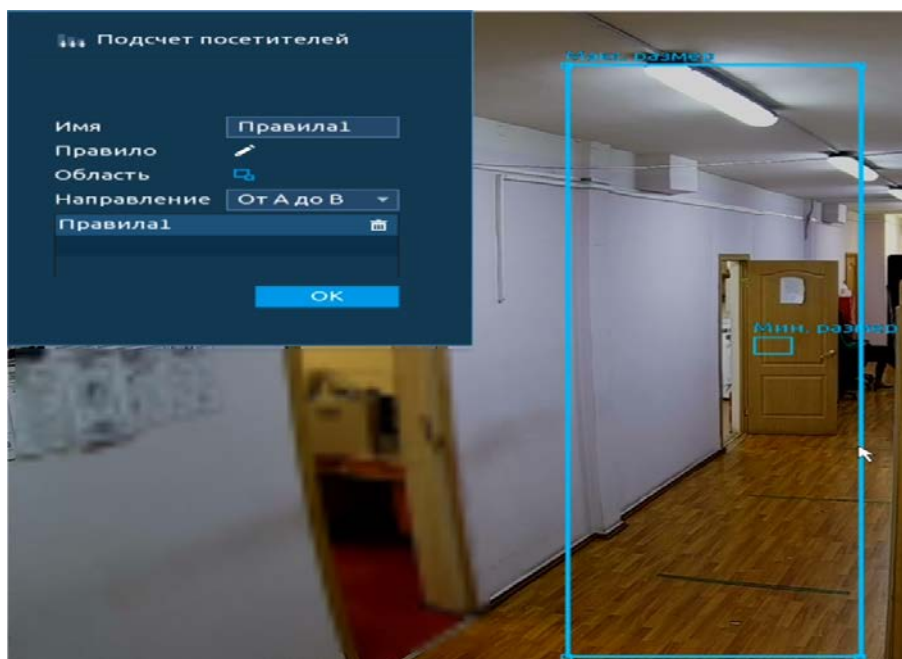 Подсчет посетителей
Имя Правила1
Правило
Область
Направление От А до В
Правила1
OK
Макс. размер
Мин. размер